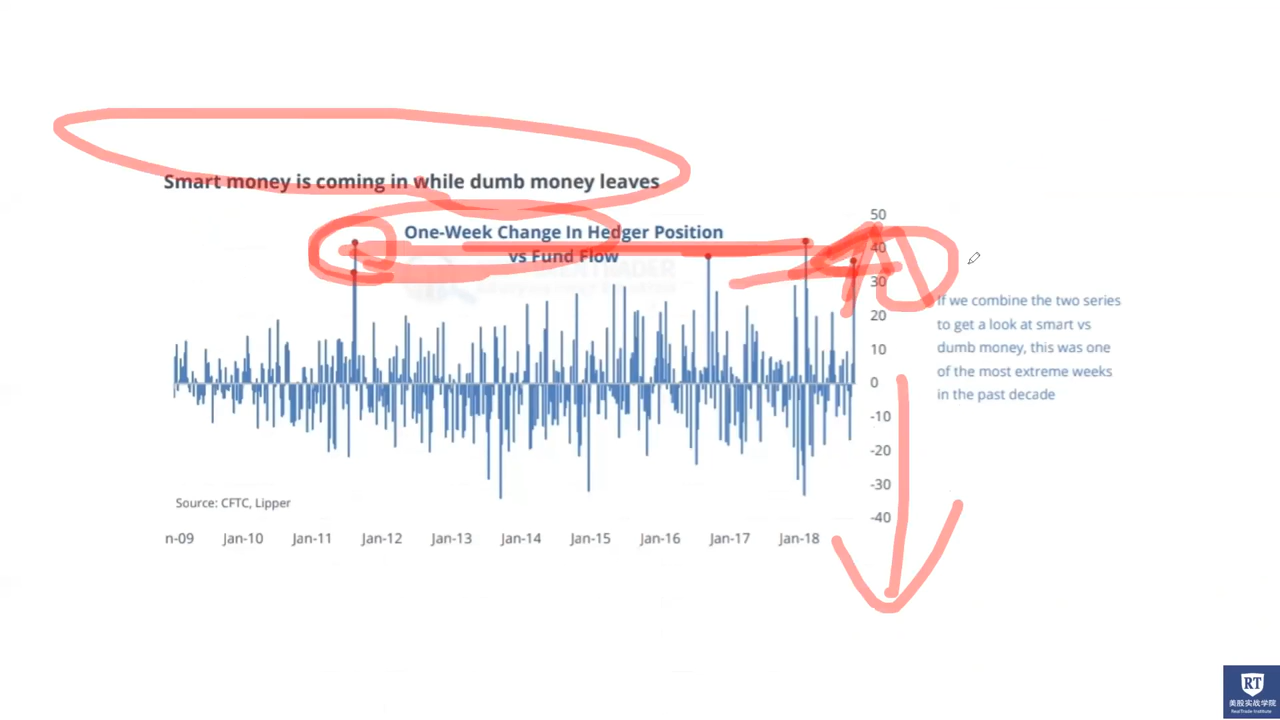 Smart money is coming in while dumb money leaves
One-Week Change In Hedger Position
vs Fund Flow
50
40
30
20
10
0
-10
-20
-30
-40
If we combine the two series
to get a look at smart vs
dumb money, this was one
of the most extreme weeks
in the past decade
Source: CFTC, Lipper
n-09 Jan-10 Jan-11 Jan-12 Jan-13 Jan-14 Jan-15 Jan-16 Jan-17 Jan-18
RT
美股实战学院
RealTrade Institute